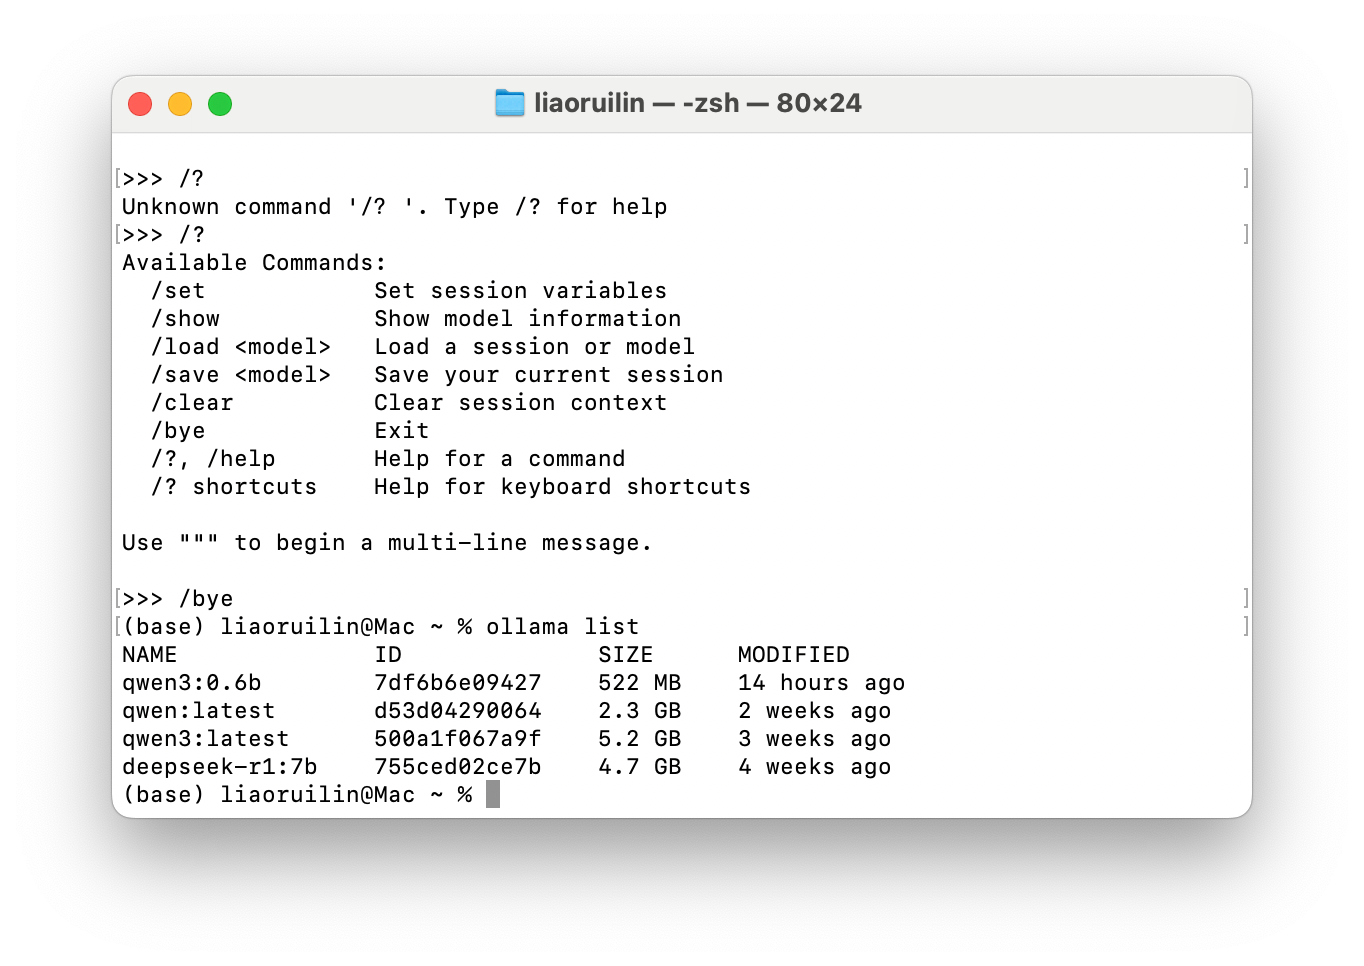 liaoruilin — -zsh — 80×24
[>>> /? ]
Unknown command '/? '. Type /? for help
[>>> /? ]
Available Commands:
  /set            Set session variables
  /show           Show model information
  /load <model>   Load a session or model
  /save <model>   Save your current session
  /clear          Clear session context
  /bye            Exit
  /?, /help       Help for a command
  /? shortcuts    Help for keyboard shortcuts
Use """ to begin a multi-line message.
[>>> /bye ]
[(base) liaoruilin@Mac ~ % ollama list ]
NAME              ID              SIZE      MODIFIED
qwen3:0.6b        7df6b6e09427    522 MB    14 hours ago
qwen:latest       d53d04290064    2.3 GB    2 weeks ago
qwen3:latest      500a1f067a9f    5.2 GB    3 weeks ago
deepseek-r1:7b    755ced02ce7b    4.7 GB    4 weeks ago
(base) liaoruilin@Mac ~ %